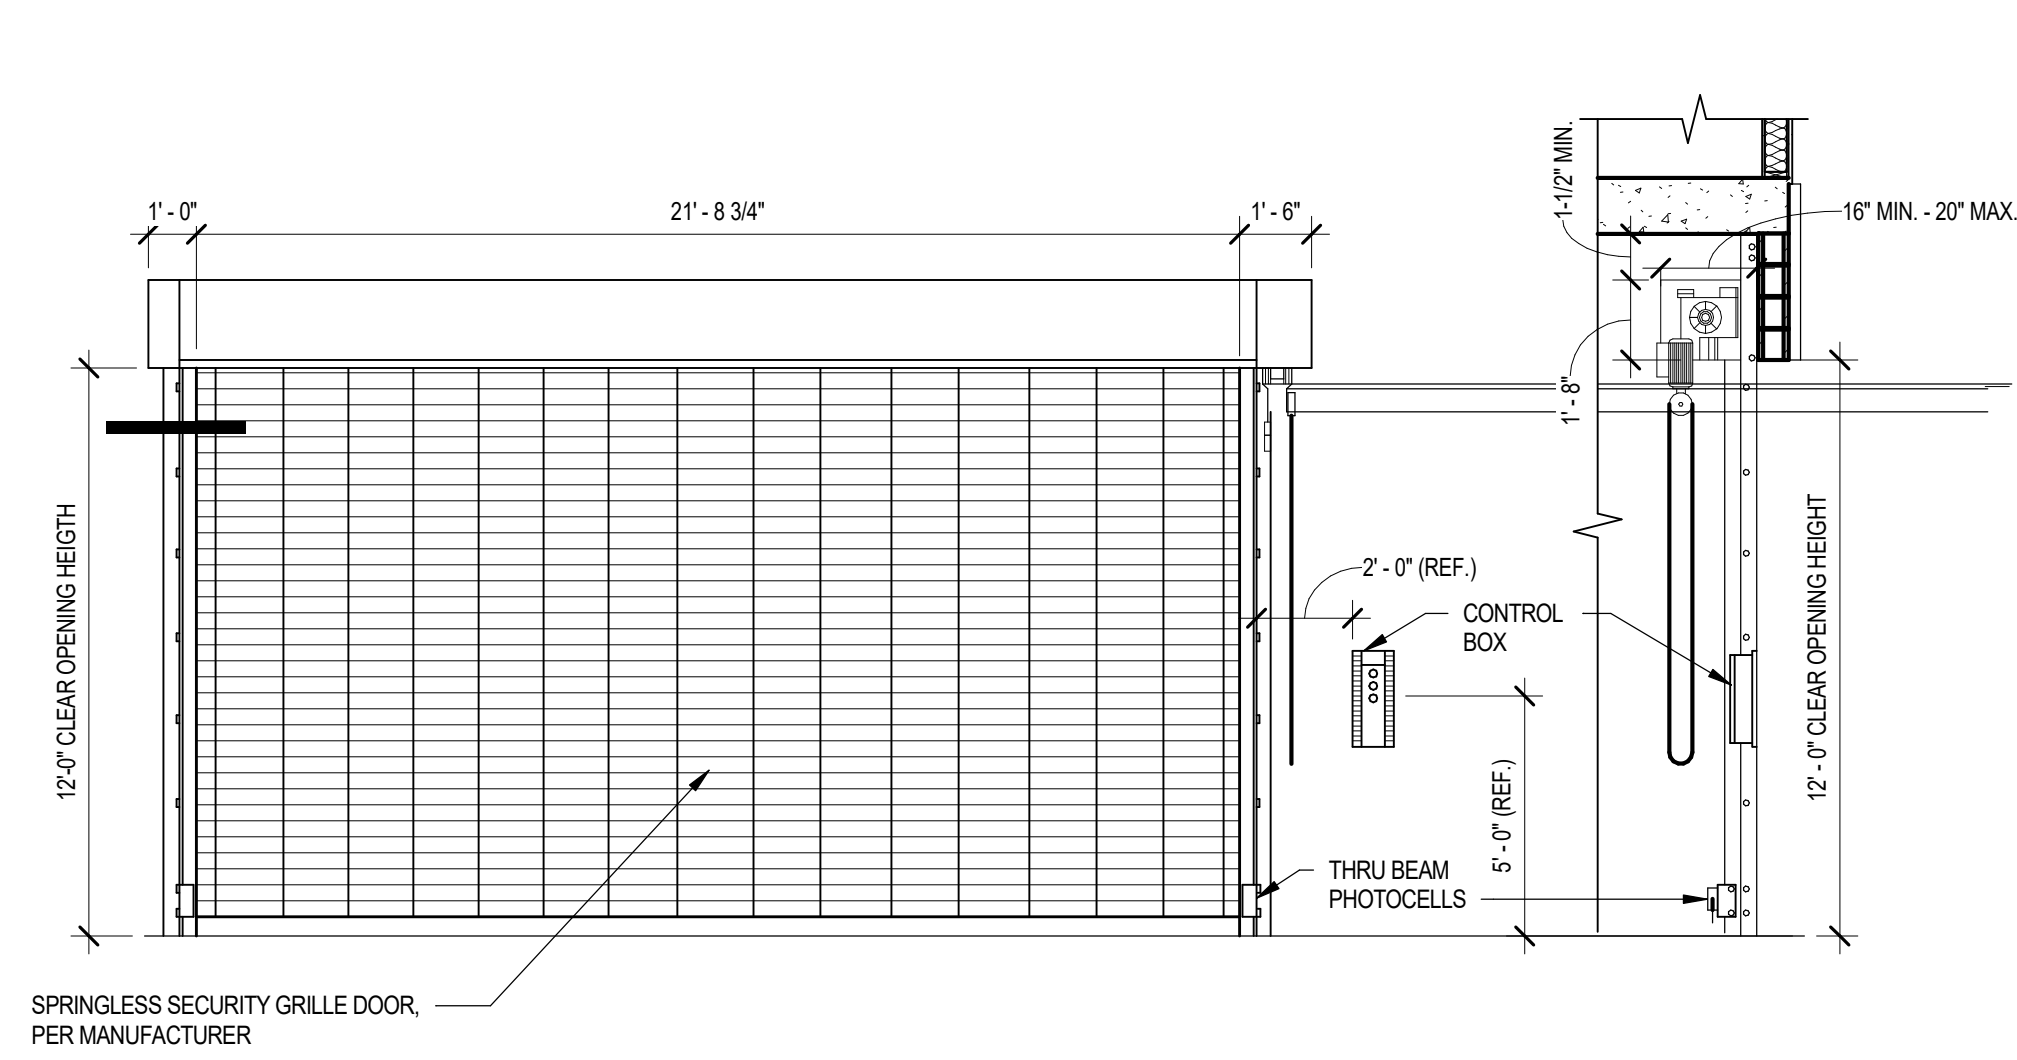 1' - 0"
21' - 8 3/4"
1' - 6"
1-1/2" MIN.
16" MIN. - 20" MAX.
1' - 8"
12'-0" CLEAR OPENING HEIGTH
2' - 0" (REF.)
CONTROL
BOX
12' - 0" CLEAR OPENING HEIGHT
5' - 0" (REF.)
THRU BEAM
PHOTOCELLS
SPRINGLESS SECURITY GRILLE DOOR,
PER MANUFACTURER